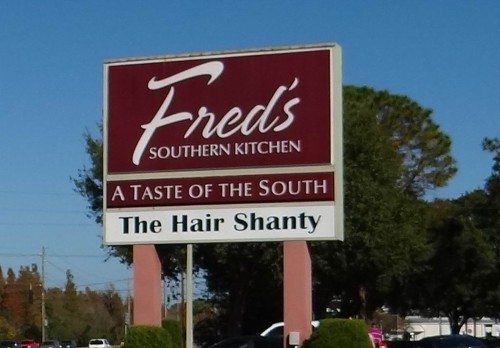 Fred's
SOUTHERN KITCHEN
A TASTE OF THE SOUTH
The Hair Shanty